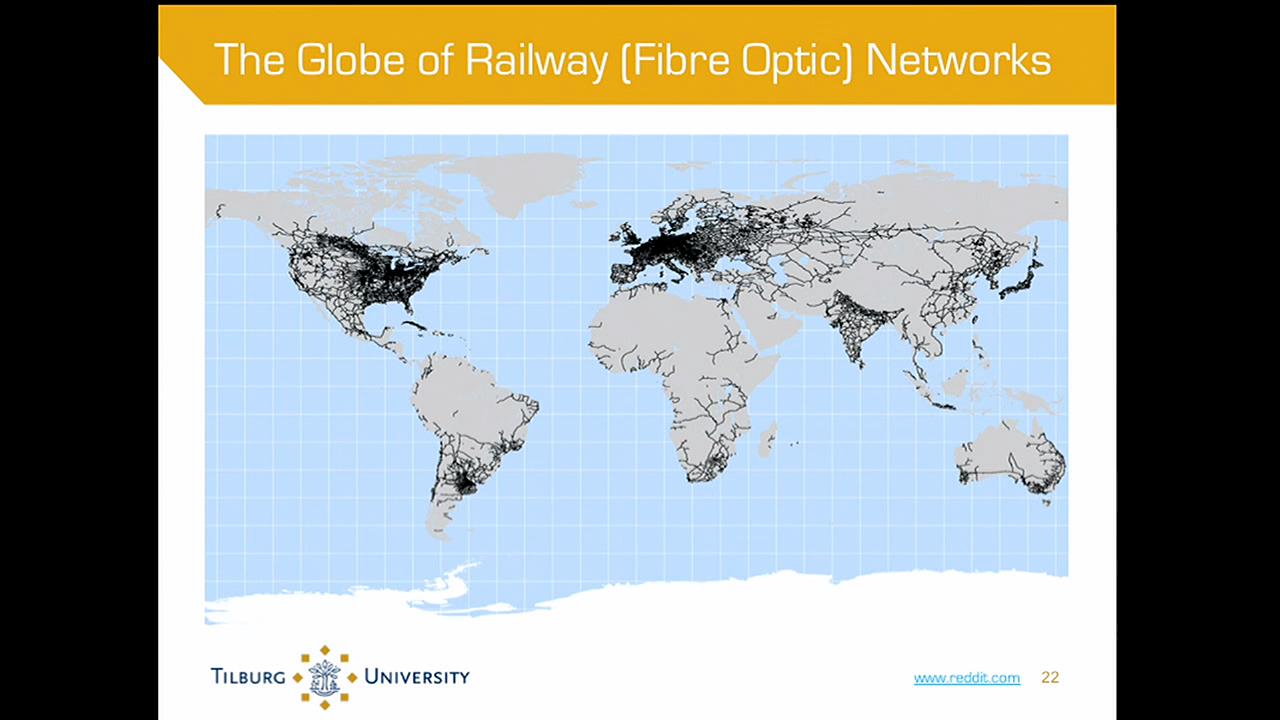 The Globe of Railway (Fibre Optic) Networks
TILBURG UNIVERSITY
www.reddit.com 22